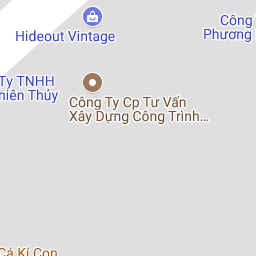 Hideout Vintage
Công
Phương
Ty TNHH
hiên Thủy
Công Ty Cp Tư Vấn
Xây Dựng Công Trình...
Cá Kí Con